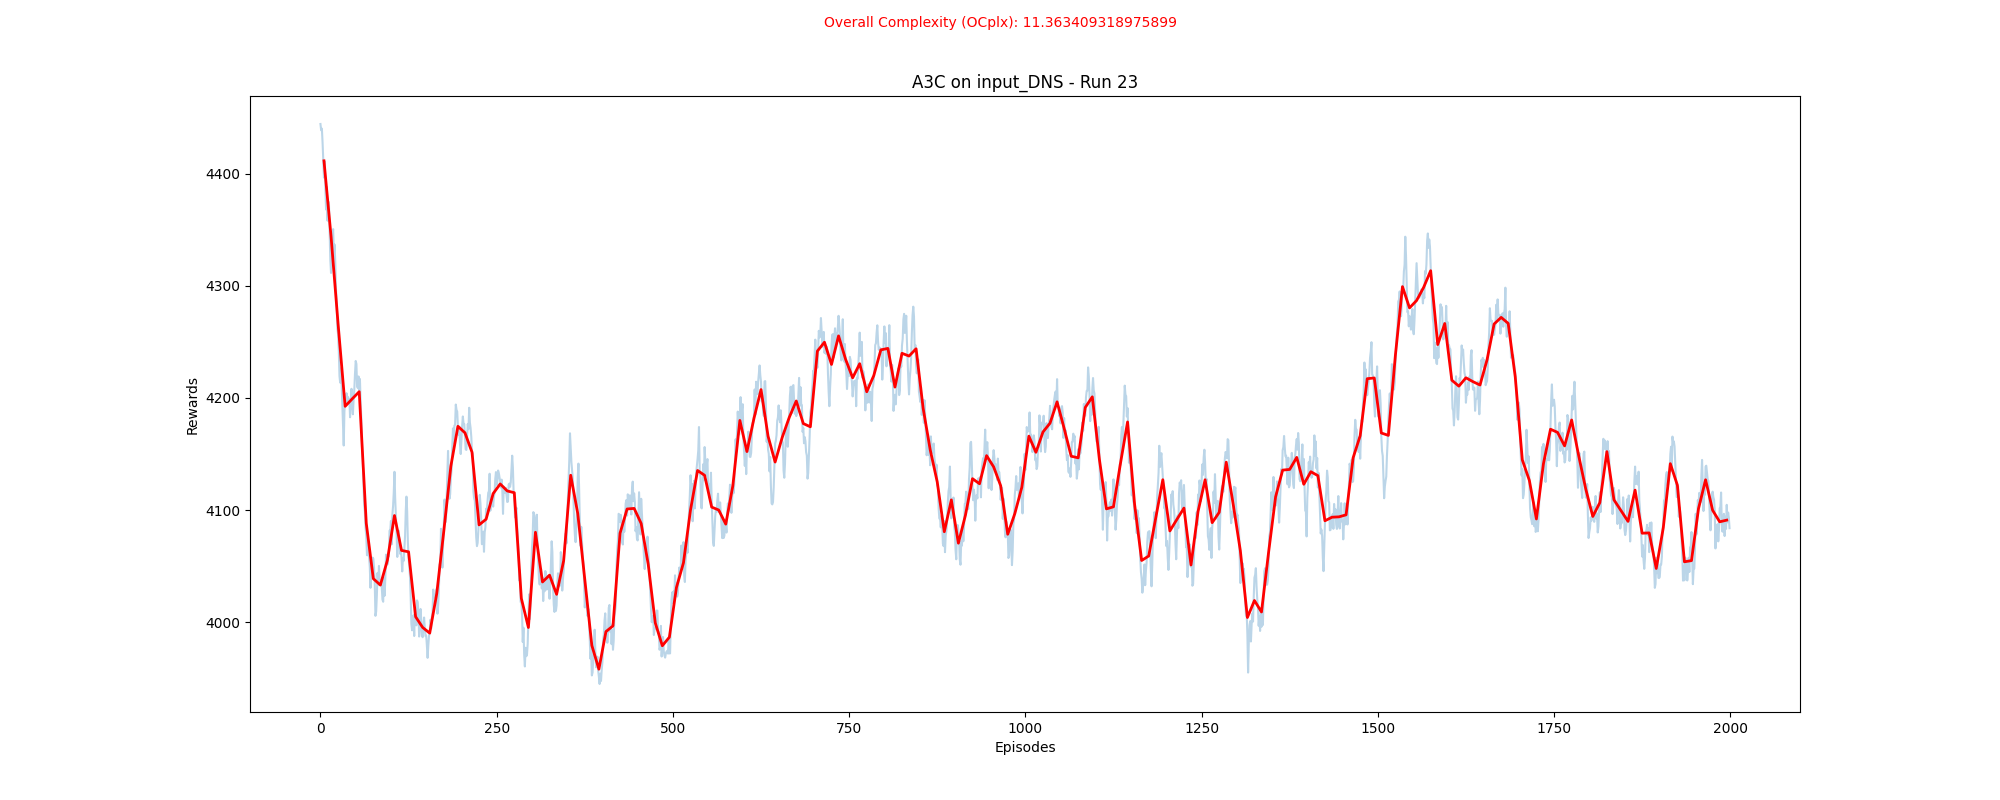 Overall Complexity (OCplx): 11.363409318975899
A3C on input_DNS - Run 23
Rewards
4400
4300
4200
4100
4000
0 250 500 750 1000 1250 1500 1750 2000
Episodes